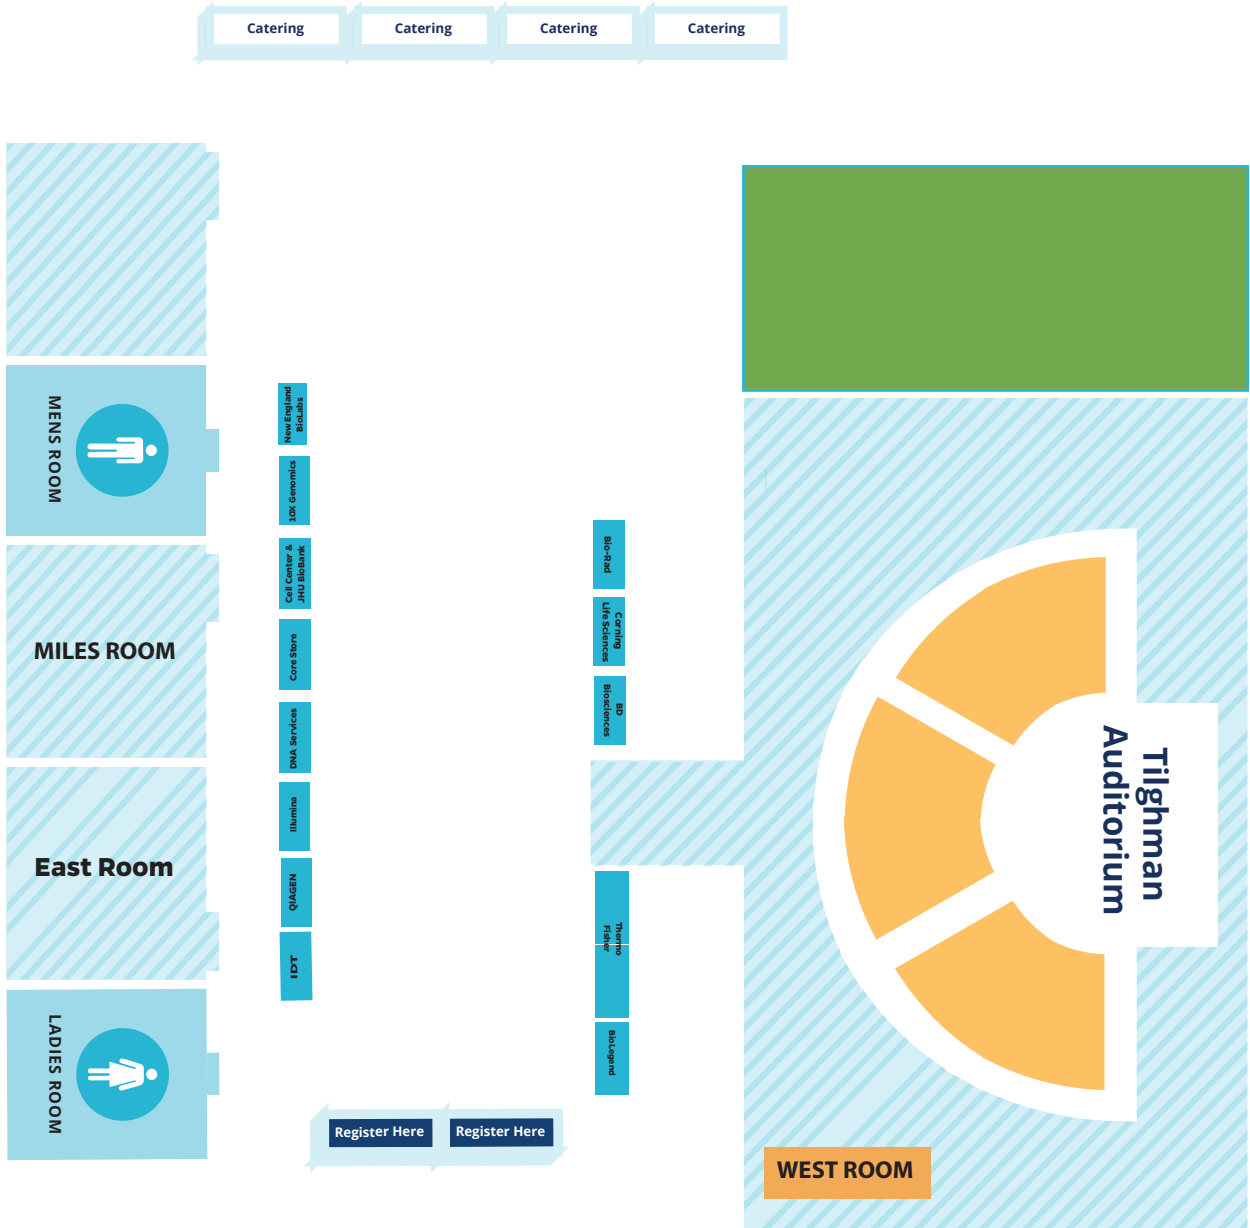 Catering
Catering
Catering
Catering
MENS ROOM
New England
BioLabs
10X Genomics
Cell Center &
JHU BioBank
Core Store
DNA Services
Illumina
QIAGEN
IDT
MILES ROOM
East Room
LADIES ROOM
Bio-Rad
Corning
Life Sciences
BD
Biosciences
Thermo
Fisher
BioLegend
Tilghman
Auditorium
Register Here
Register Here
WEST ROOM